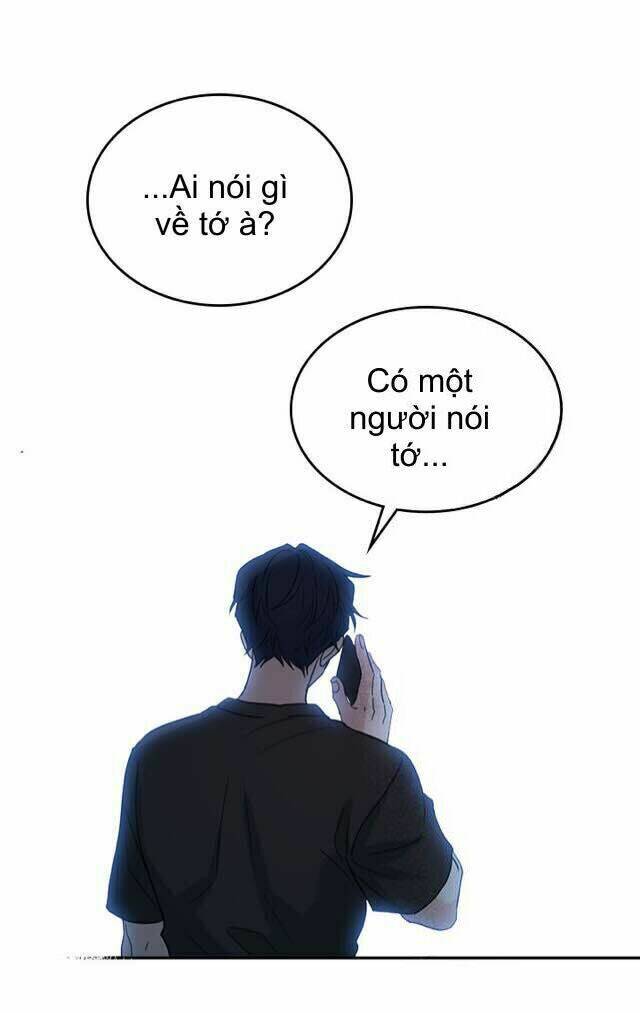 ...Ai nói gì
về tớ à?
Có một
người nói
tớ...